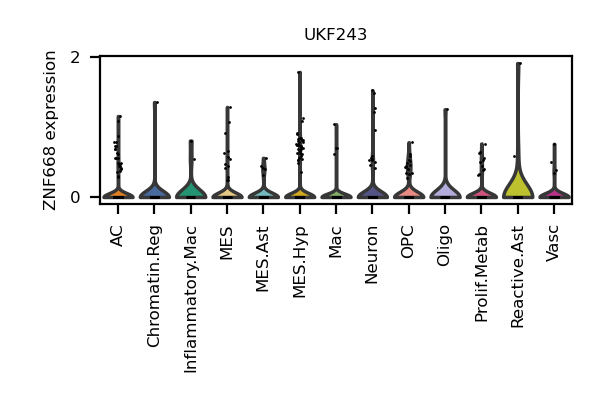 UKF243
ZNF668 expression
2
0
AC
Chromatin.Reg
Inflammatory.Mac
MES
MES.Ast
MES.Hyp
Mac
Neuron
OPC
Oligo
Prolif.Metab
Reactive.Ast
Vasc